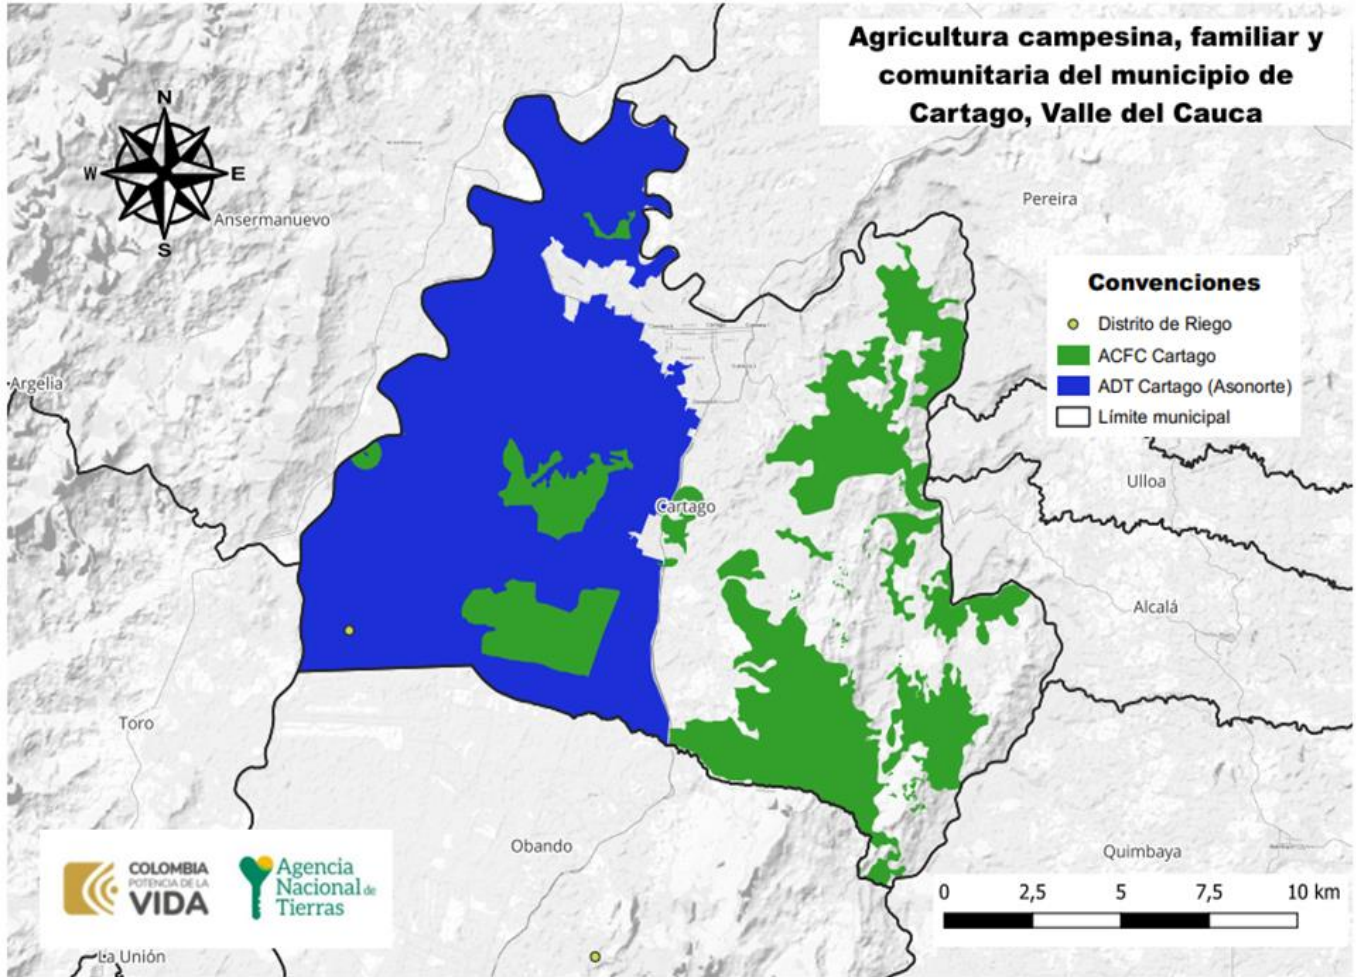 Agricultura campesina, familiar y
comunitaria del municipio de
Cartago, Valle del Cauca
N
W
E
S
Ansermanuevo
Pereira
Convenciones
Distrito de Riego
ACFC Cartago
ADT Cartago (Asonorte)
Límite municipal
Argelia
Ulloa
Cartago
Alcalá
Toro
Obando
Quimbaya
La Unión
COLOMBIA
POTENCIA DE LA
VIDA
Agencia
Nacional de
Tierras
0 2,5 5 7,5 10 km